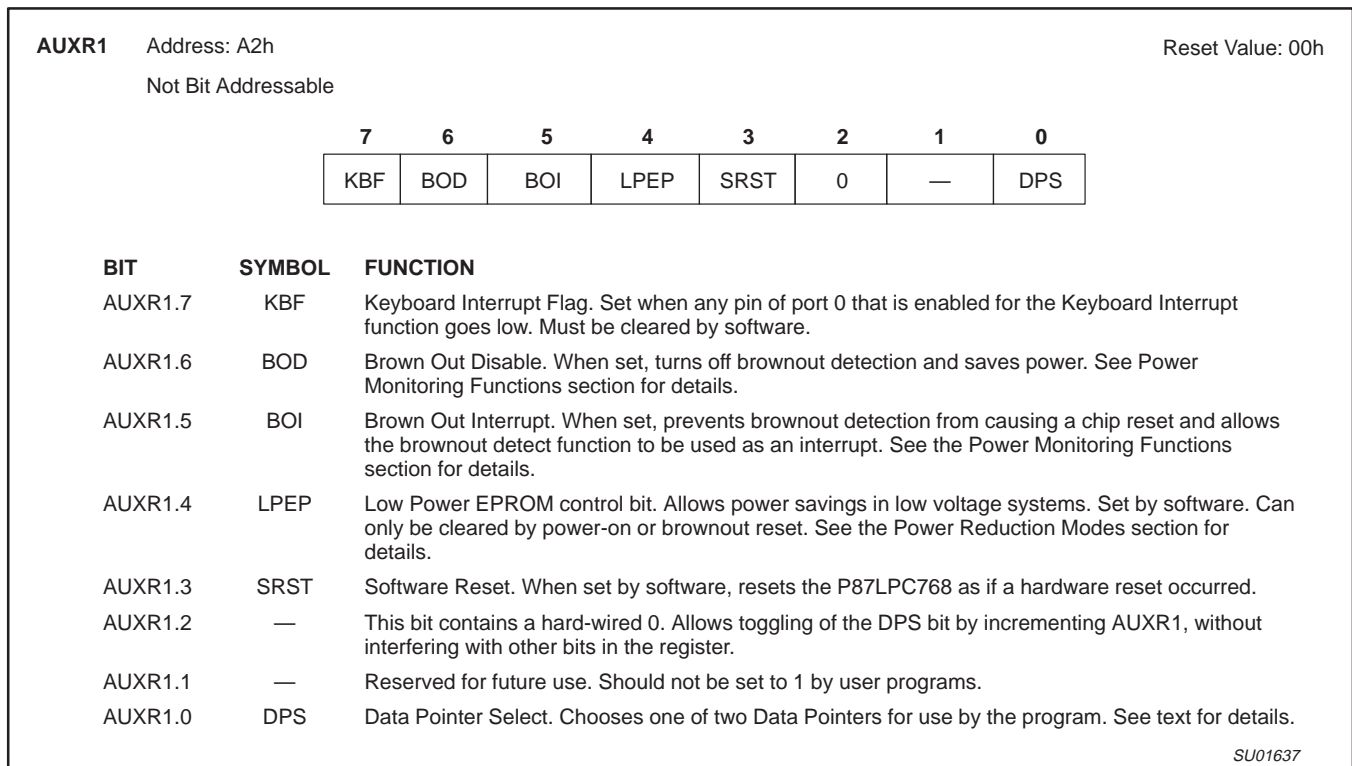 AUXR1 Address: A2h Reset Value: 00h
Not Bit Addressable
7 6 5 4 3 2 1 0
KBF BOD BOI LPEP SRST 0 — DPS
BIT SYMBOL FUNCTION
AUXR1.7 KBF Keyboard Interrupt Flag. Set when any pin of port 0 that is enabled for the Keyboard Interrupt
function goes low. Must be cleared by software.
AUXR1.6 BOD Brown Out Disable. When set, turns off brownout detection and saves power. See Power
Monitoring Functions section for details.
AUXR1.5 BOI Brown Out Interrupt. When set, prevents brownout detection from causing a chip reset and allows
the brownout detect function to be used as an interrupt. See the Power Monitoring Functions
section for details.
AUXR1.4 LPEP Low Power EPROM control bit. Allows power savings in low voltage systems. Set by software. Can
only be cleared by power-on or brownout reset. See the Power Reduction Modes section for
details.
AUXR1.3 SRST Software Reset. When set by software, resets the P87LPC768 as if a hardware reset occurred.
AUXR1.2 — This bit contains a hard-wired 0. Allows toggling of the DPS bit by incrementing AUXR1, without
interfering with other bits in the register.
AUXR1.1 — Reserved for future use. Should not be set to 1 by user programs.
AUXR1.0 DPS Data Pointer Select. Chooses one of two Data Pointers for use by the program. See text for details.
SU01637